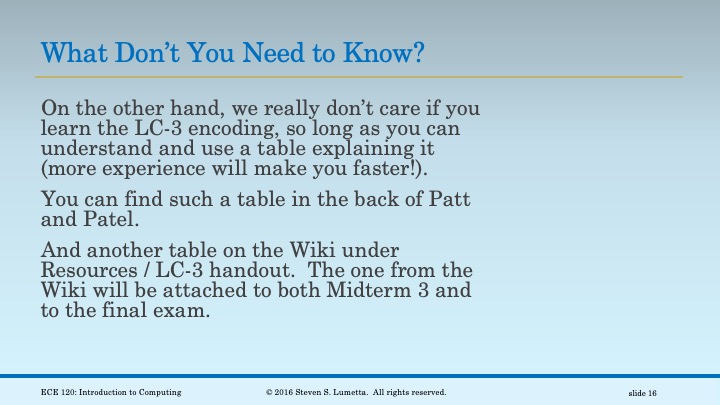 What Don’t You Need to Know?
On the other hand, we really don’t care if you
learn the LC-3 encoding, so long as you can
understand and use a table explaining it
(more experience will make you faster!).
You can find such a table in the back of Patt
and Patel.
And another table on the Wiki under
Resources / LC-3 handout.  The one from the
Wiki will be attached to both Midterm 3 and
to the final exam.
ECE 120: Introduction to Computing
© 2016 Steven S. Lumetta.  All rights reserved.
slide 16